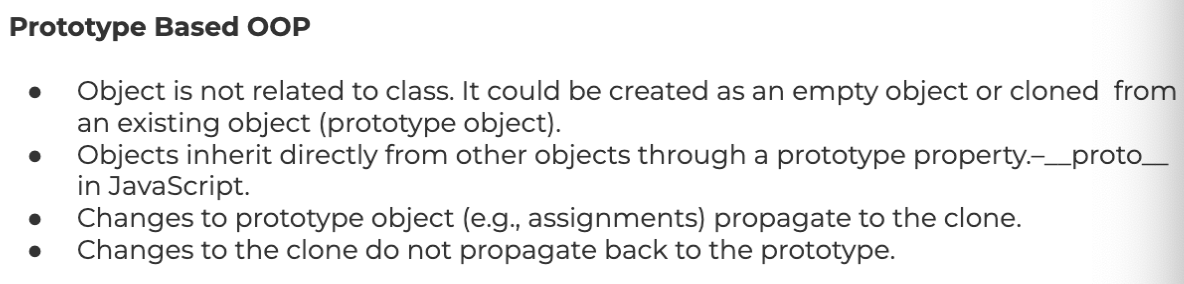 Prototype Based OOP
● Object is not related to class. It could be created as an empty object or cloned from
an existing object (prototype object).
● Objects inherit directly from other objects through a prototype property.–__proto__
in JavaScript.
● Changes to prototype object (e.g., assignments) propagate to the clone.
● Changes to the clone do not propagate back to the prototype.